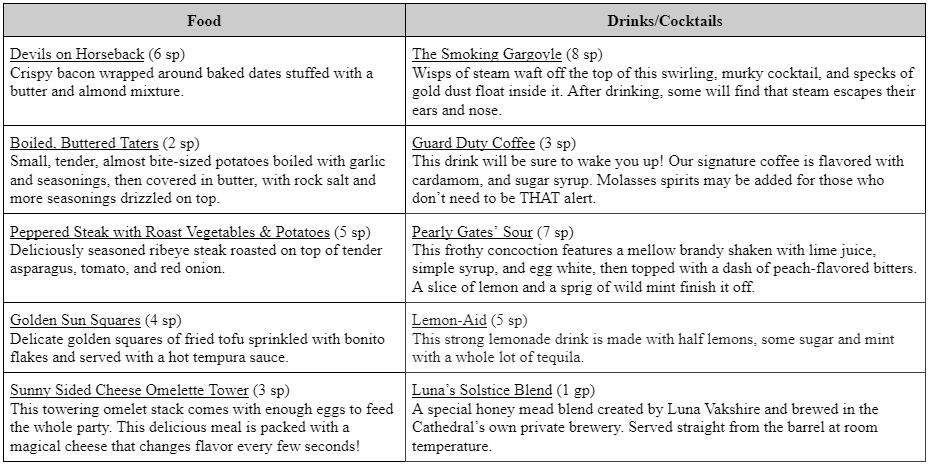 Food
Drinks/Cocktails
Devils on Horseback (6 sp)
Crispy bacon wrapped around baked dates stuffed with a
butter and almond mixture.
The Smoking Gargoyle (8 sp)
Wisps of steam waft off the top of this swirling, murky cocktail, and specks of
gold dust float inside it. After drinking, some will find that steam escapes their
ears and nose.
Boiled, Buttered Taters (2 sp)
Small, tender, almost bite-sized potatoes boiled with garlic
and seasonings, then covered in butter, with rock salt and
more seasonings drizzled on top.
Guard Duty Coffee (3 sp)
This drink will be sure to wake you up! Our signature coffee is flavored with
cardamom, and sugar syrup. Molasses spirits may be added for those who
don’t need to be THAT alert.
Peppered Steak with Roast Vegetables & Potatoes (5 sp)
Deliciously seasoned ribeye steak roasted on top of tender
asparagus, tomato, and red onion.
Pearly Gates’ Sour (7 sp)
This frothy concoction features a mellow brandy shaken with lime juice,
simple syrup, and egg white, then topped with a dash of peach-flavored bitters.
A slice of lemon and a sprig of wild mint finish it off.
Golden Sun Squares (4 sp)
Delicate golden squares of fried tofu sprinkled with bonito
flakes and served with a hot tempura sauce.
Lemon-Aid (5 sp)
This strong lemonade drink is made with half lemons, some sugar and mint
with a whole lot of tequila.
Sunny Sided Cheese Omelette Tower (3 sp)
This towering omelet stack comes with enough eggs to feed
the whole party. This delicious meal is packed with a
magical cheese that changes flavor every few seconds!
Luna’s Solstice Blend (1 gp)
A special honey mead blend created by Luna Vakshire and brewed in the
Cathedral’s own private brewery. Served straight from the barrel at room
temperature.